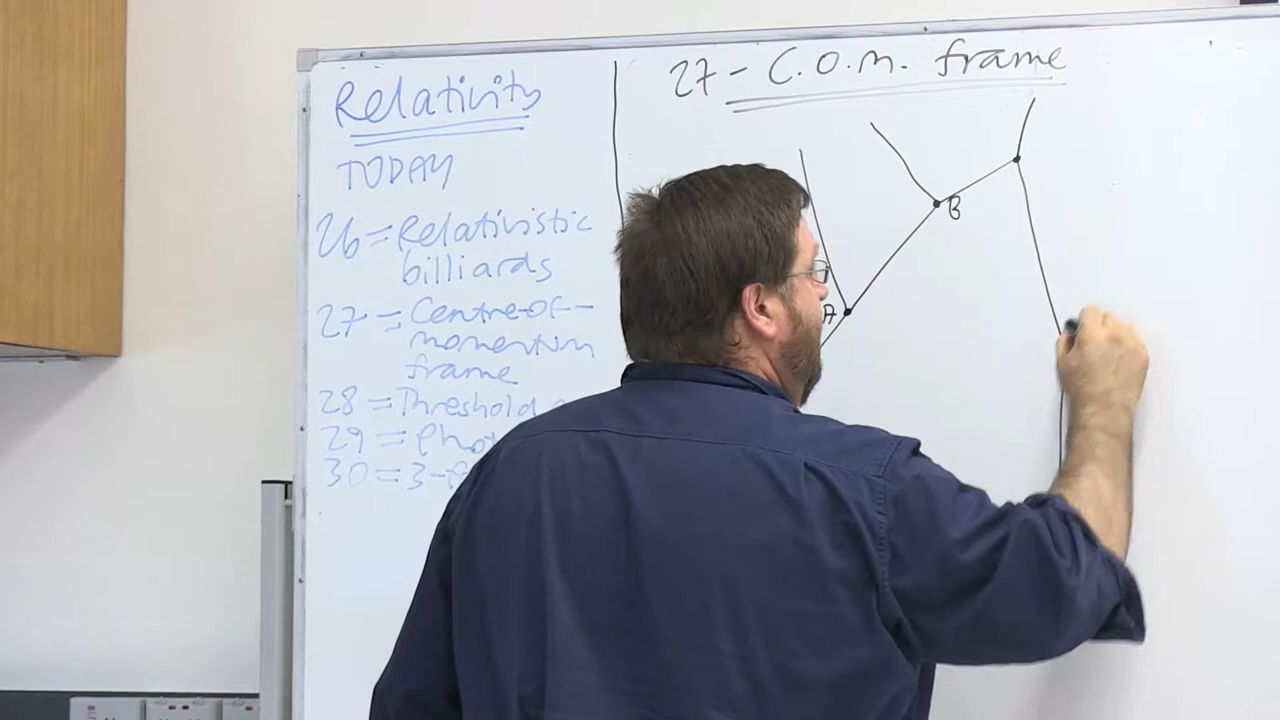 Relativity
TODAY
26 = Relativistic
billiards
27 = Centre-of-
momentum
frame
28 = Threshold
29 =
30 = 3-
27 - C.O.M. frame
B
A